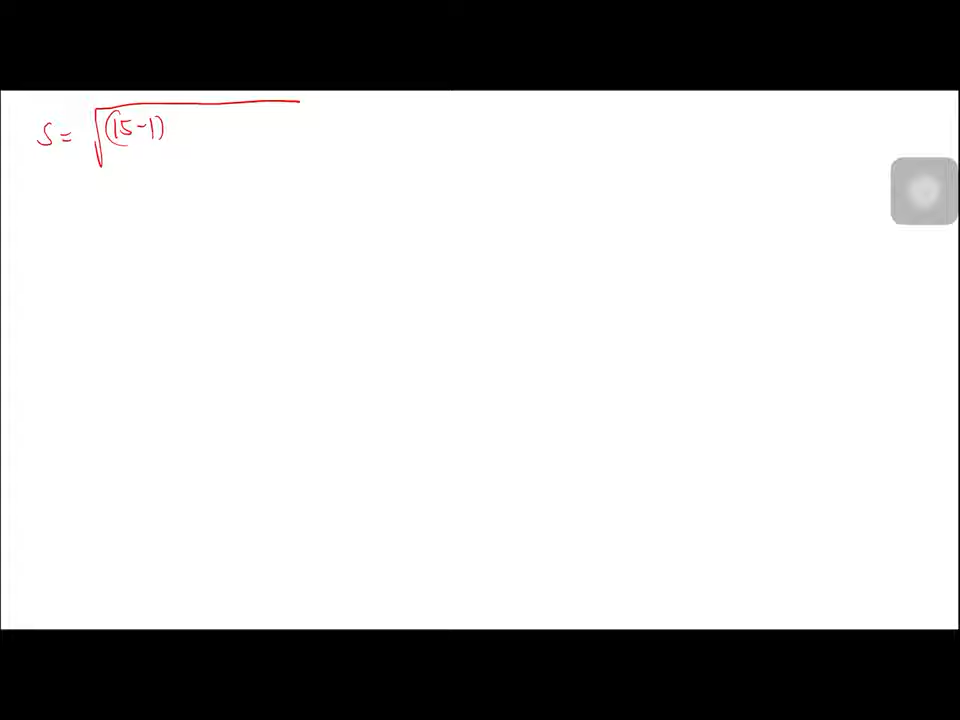 S = √(15-1)